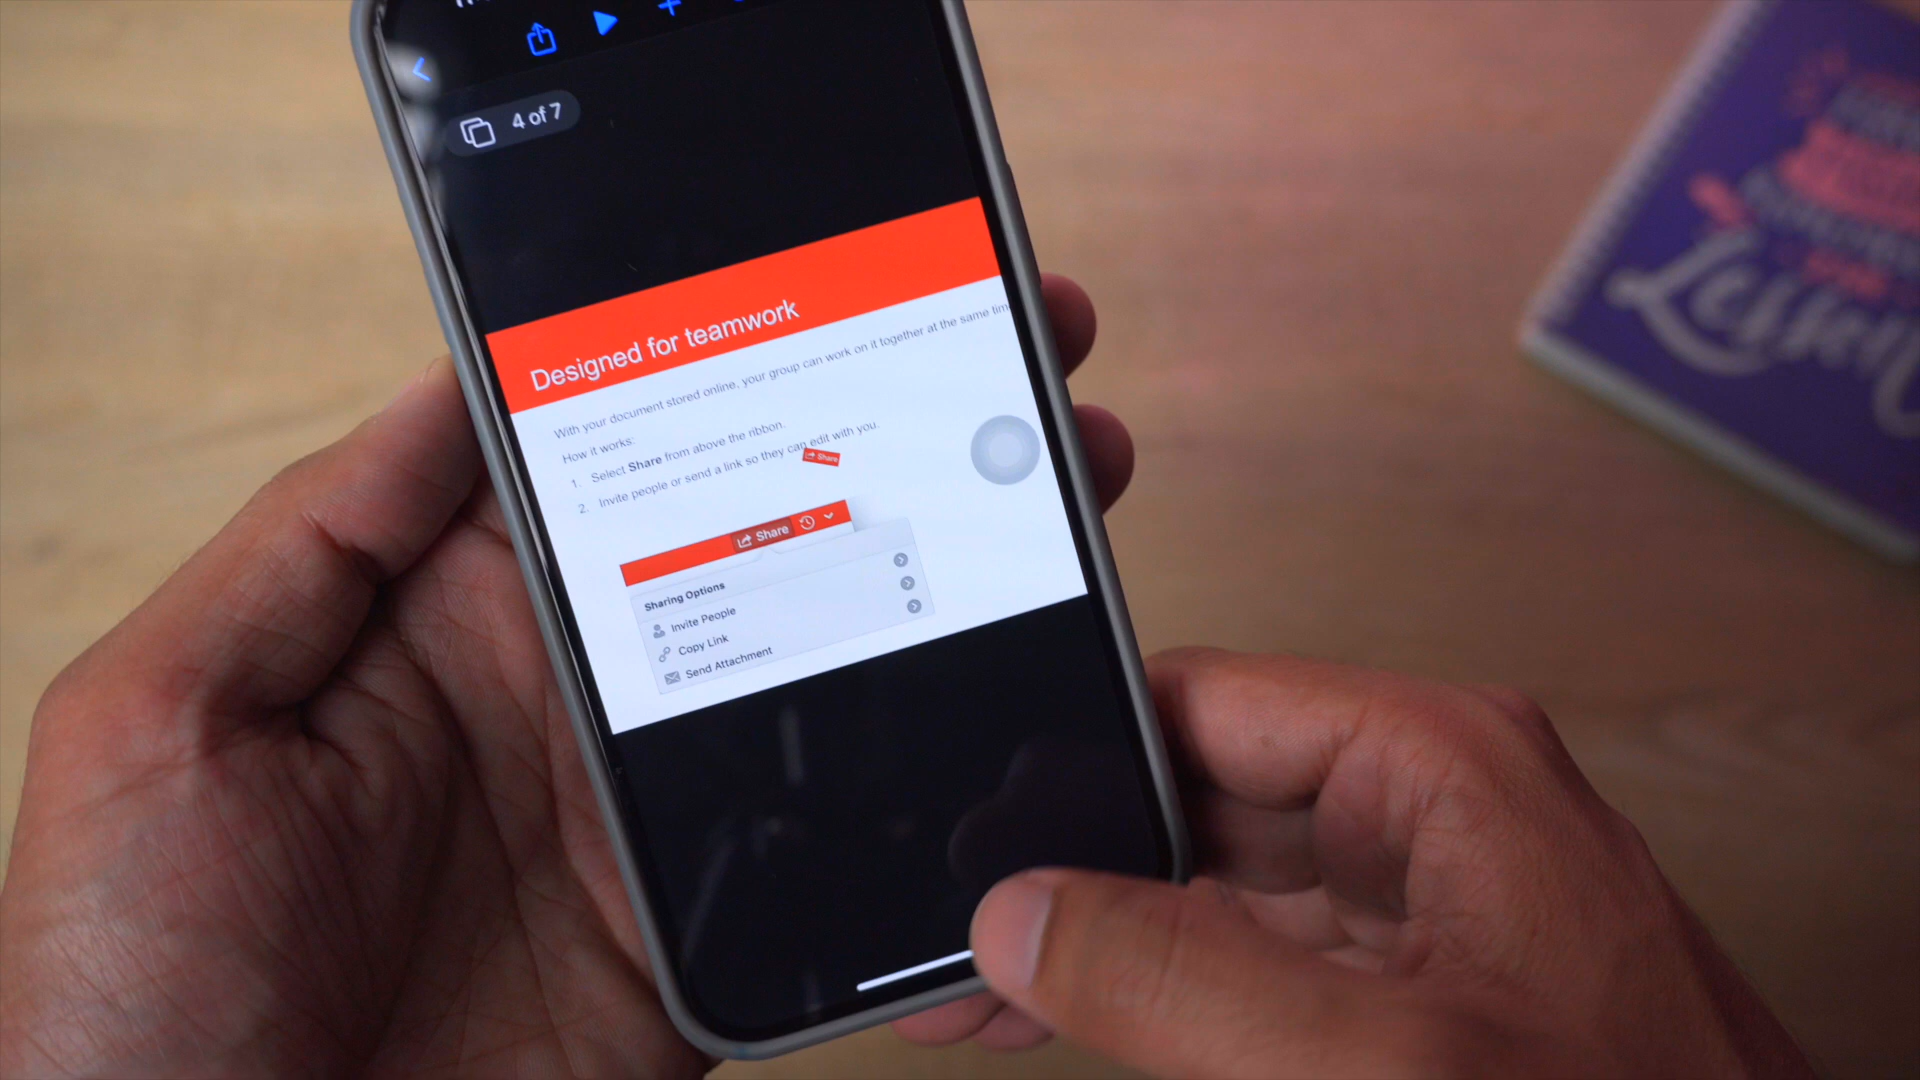 4 of 7
Designed for teamwork
With your document stored online, your group can work on it together at the same tim
How it works:
1. Select Share from above the ribbon.
2. Invite people or send a link so they can edit with you.
Share
Share
Sharing Options
Invite People
Copy Link
Send Attachment